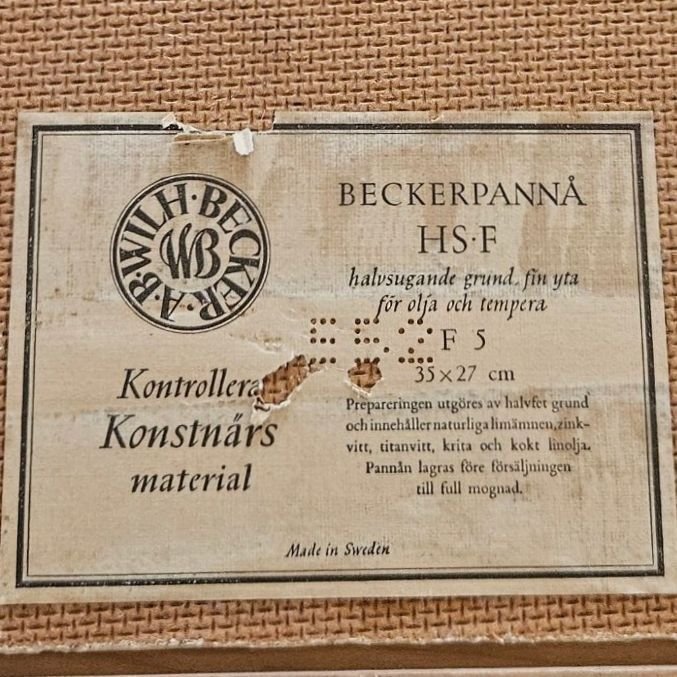 A·B·WILH·BECKER·
WB
BECKERPANNÅ
HS·F
halvsugande grund, fin yta
för olja och tempera
F 5
35×27 cm
Prepareringen utgöres av halvfet grund
och innehåller naturliga limämnen, zink-
vitt, titanvitt, krita och kokt linolja.
Pannån lagras före försäljningen
till full mognad.
Konstnärs
material
Made in Sweden